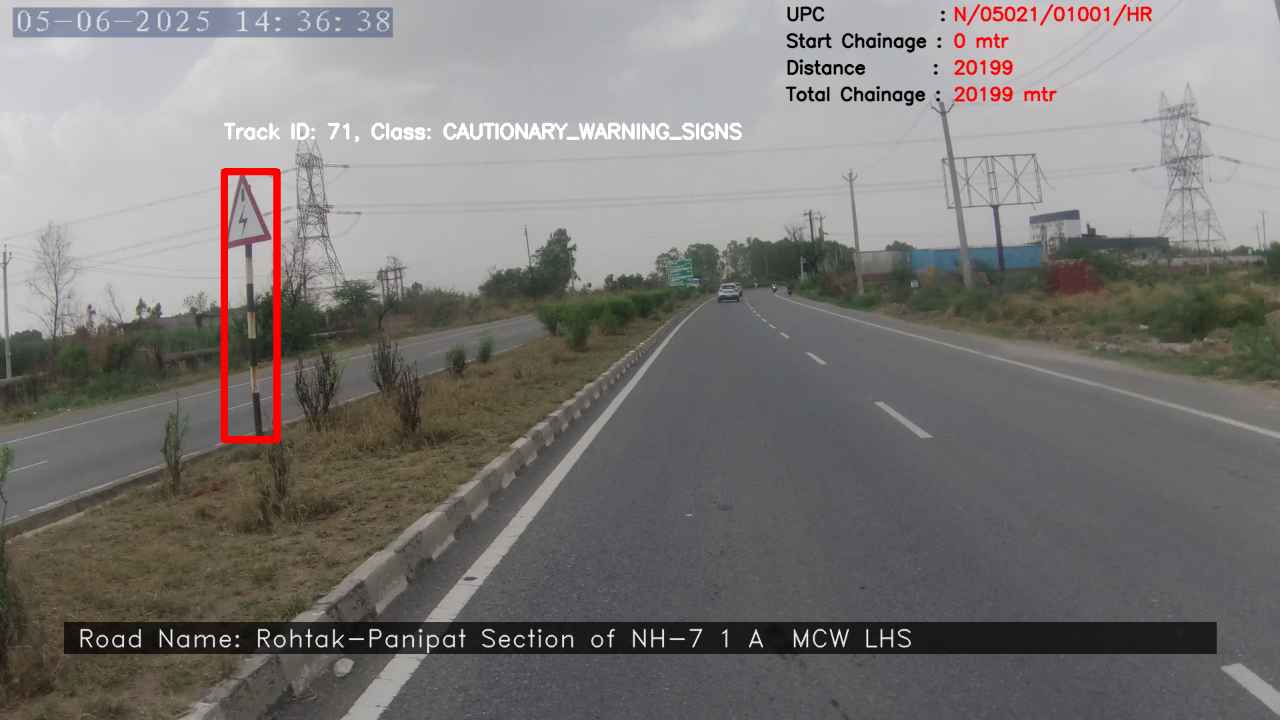 05-06-2025 14:36:38
UPC : N/05021/01001/HR
Start Chainage : 0 mtr
Distance : 20199
Total Chainage : 20199 mtr
Track ID: 71, Class: CAUTIONARY_WARNING_SIGNS
Road Name: Rohtak-Panipat Section of NH-7 1 A MCW LHS